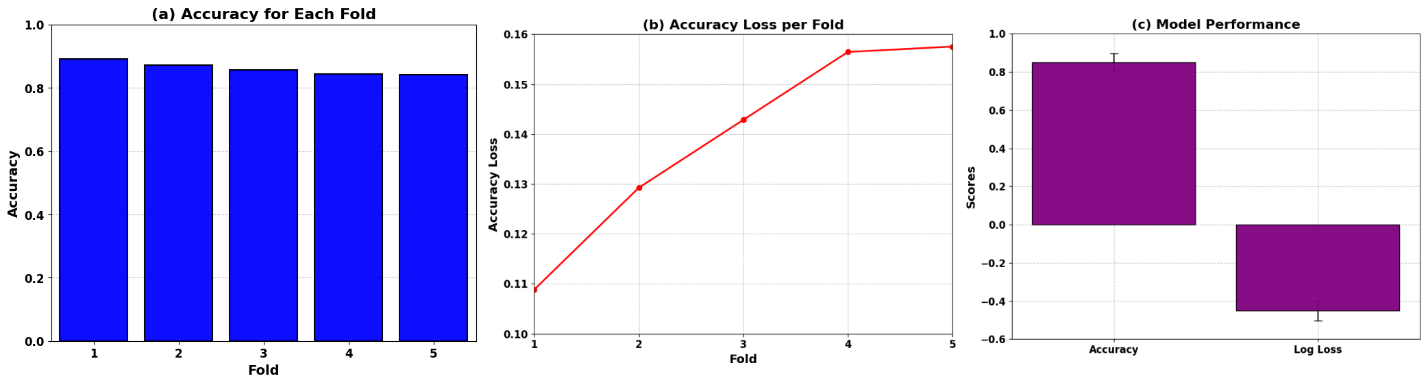 (a) Accuracy for Each Fold
1.0
0.8
0.6
0.4
0.2
0.0
Accuracy
1 2 3 4 5
Fold
(b) Accuracy Loss per Fold
0.16
0.15
0.14
0.13
0.12
0.11
0.10
Accuracy Loss
1 2 3 4 5
Fold
(c) Model Performance
1.0
0.8
0.6
0.4
0.2
0.0
−0.2
−0.4
−0.6
Scores
Accuracy Log Loss